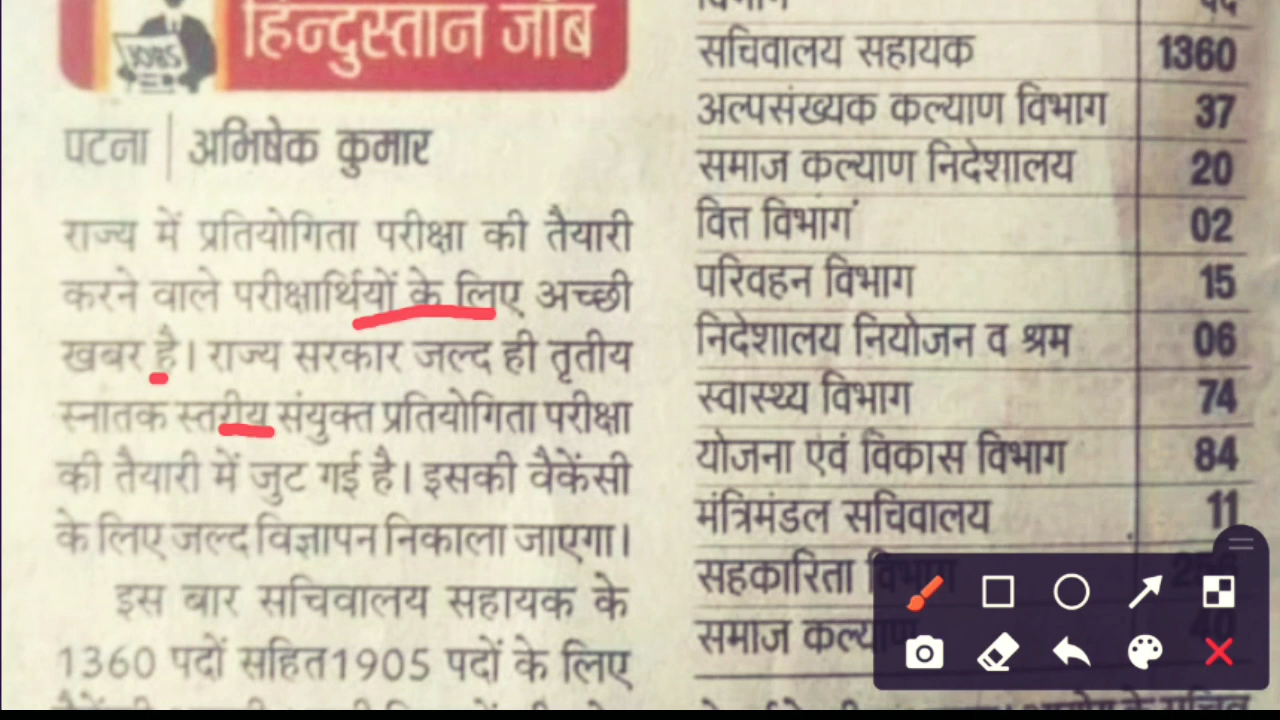 हिन्दुस्तान जॉब
JOBS
पटना | अभिषेक कुमार
राज्य में प्रतियोगिता परीक्षा की तैयारी
करने वाले परीक्षार्थियों के लिए अच्छी
खबर है। राज्य सरकार जल्द ही तृतीय
स्नातक स्तरीय संयुक्त प्रतियोगिता परीक्षा
की तैयारी में जुट गई है। इसकी वैकेंसी
के लिए जल्द विज्ञापन निकाला जाएगा।
इस बार सचिवालय सहायक के
1360 पदों सहित1905 पदों के लिए
विभाग पद
सचिवालय सहायक 1360
अल्पसंख्यक कल्याण विभाग 37
समाज कल्याण निदेशालय 20
वित्त विभाग 02
परिवहन विभाग 15
निदेशालय नियोजन व श्रम 06
स्वास्थ्य विभाग 74
योजना एवं विकास विभाग 84
मंत्रिमंडल सचिवालय 11
सहकारिता विभाग 256
समाज कल्याण 40